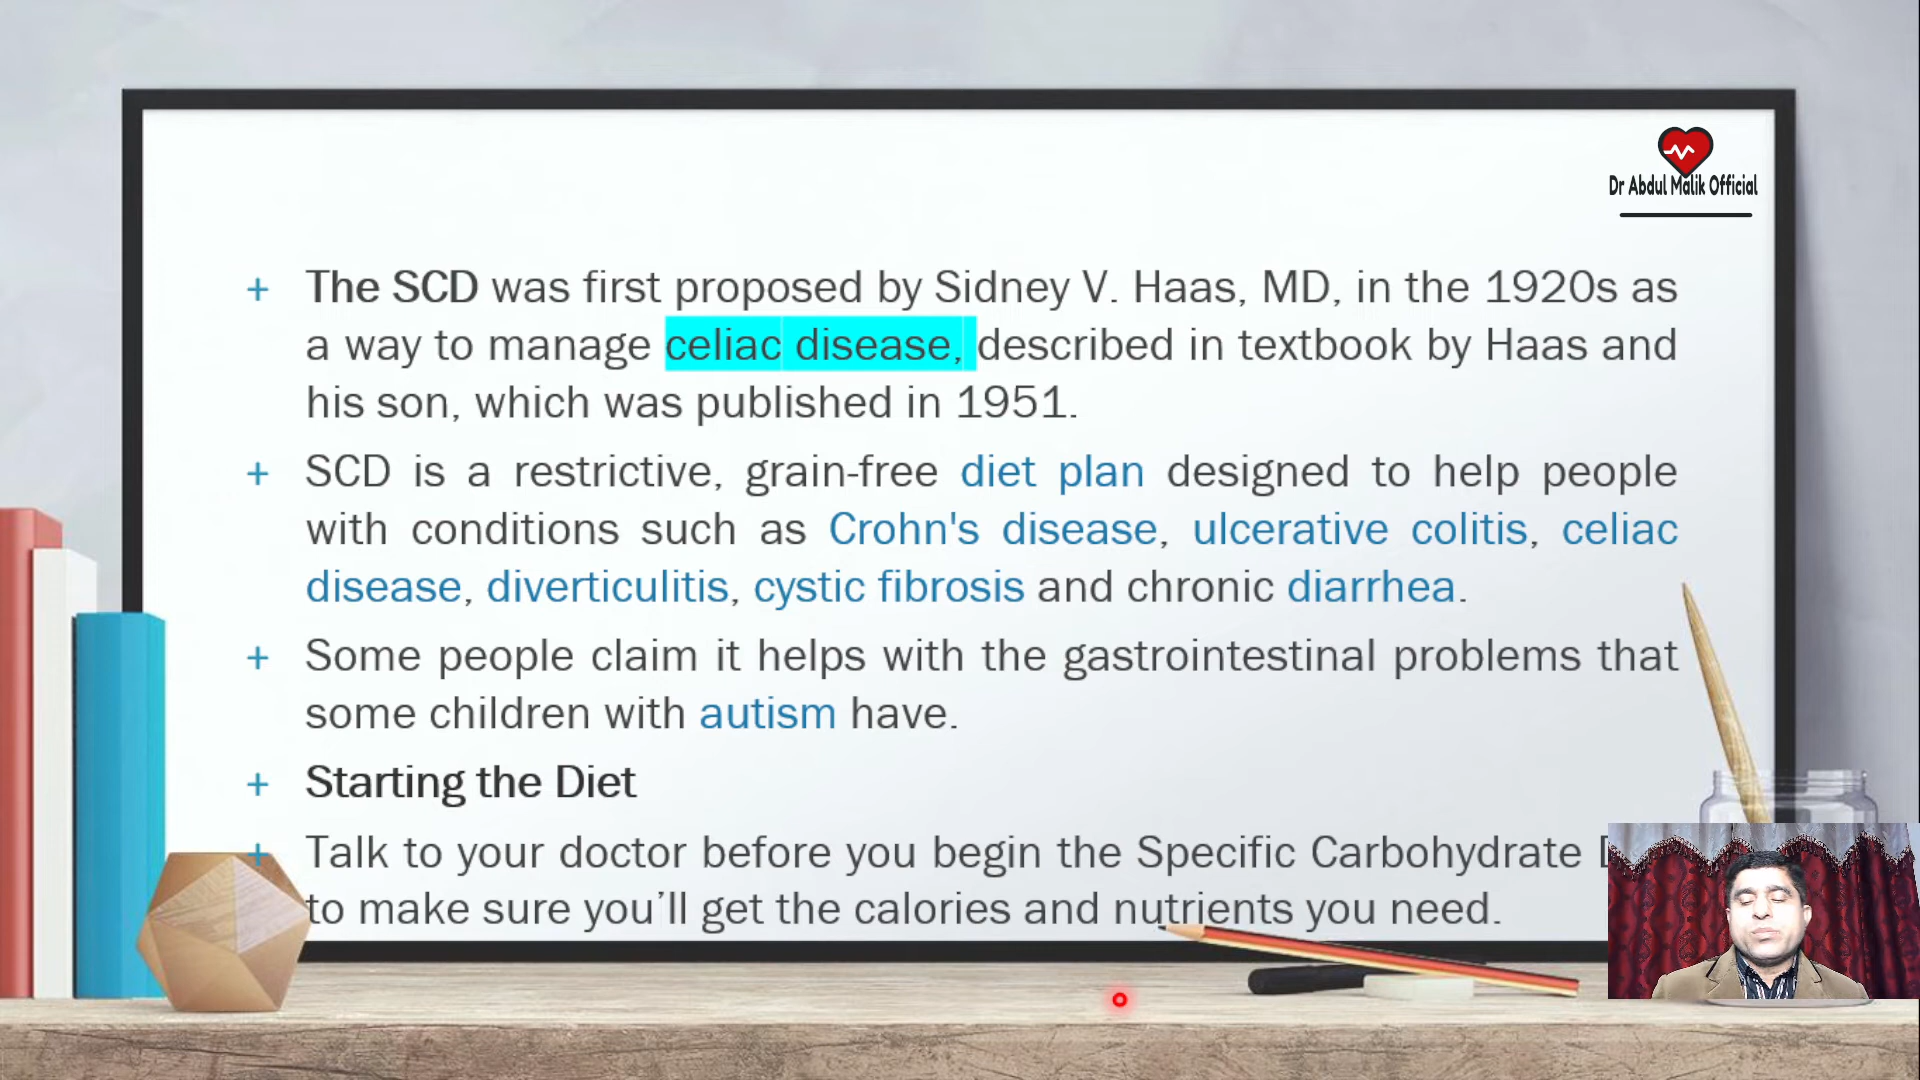 Dr Abdul Malik Official
+ The SCD was first proposed by Sidney V. Haas, MD, in the 1920s as
a way to manage celiac disease, described in textbook by Haas and
his son, which was published in 1951.
+ SCD is a restrictive, grain-free diet plan designed to help people
with conditions such as Crohn's disease, ulcerative colitis, celiac
disease, diverticulitis, cystic fibrosis and chronic diarrhea.
+ Some people claim it helps with the gastrointestinal problems that
some children with autism have.
+ Starting the Diet
+ Talk to your doctor before you begin the Specific Carbohydrate
to make sure you'll get the calories and nutrients you need.